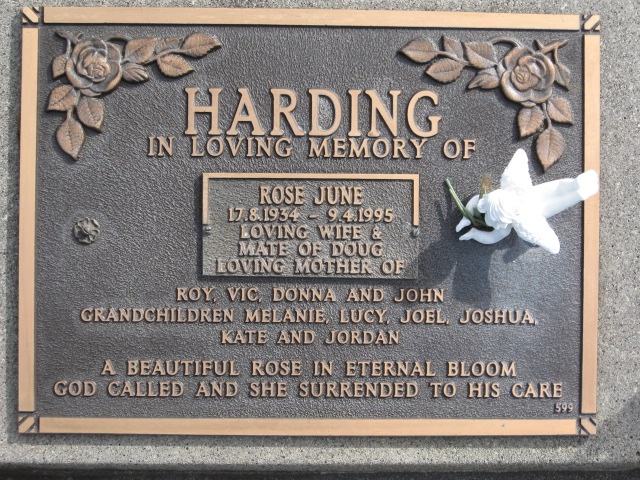 HARDING
IN LOVING MEMORY OF
ROSE JUNE
17.8.1934 - 9.4.1995
LOVING WIFE &
MATE OF DOUG
LOVING MOTHER OF
ROY, VIC, DONNA AND JOHN
GRANDCHILDREN MELANIE, LUCY, JOEL, JOSHUA,
KATE AND JORDAN
A BEAUTIFUL ROSE IN ETERNAL BLOOM
GOD CALLED AND SHE SURRENDED TO HIS CARE
599